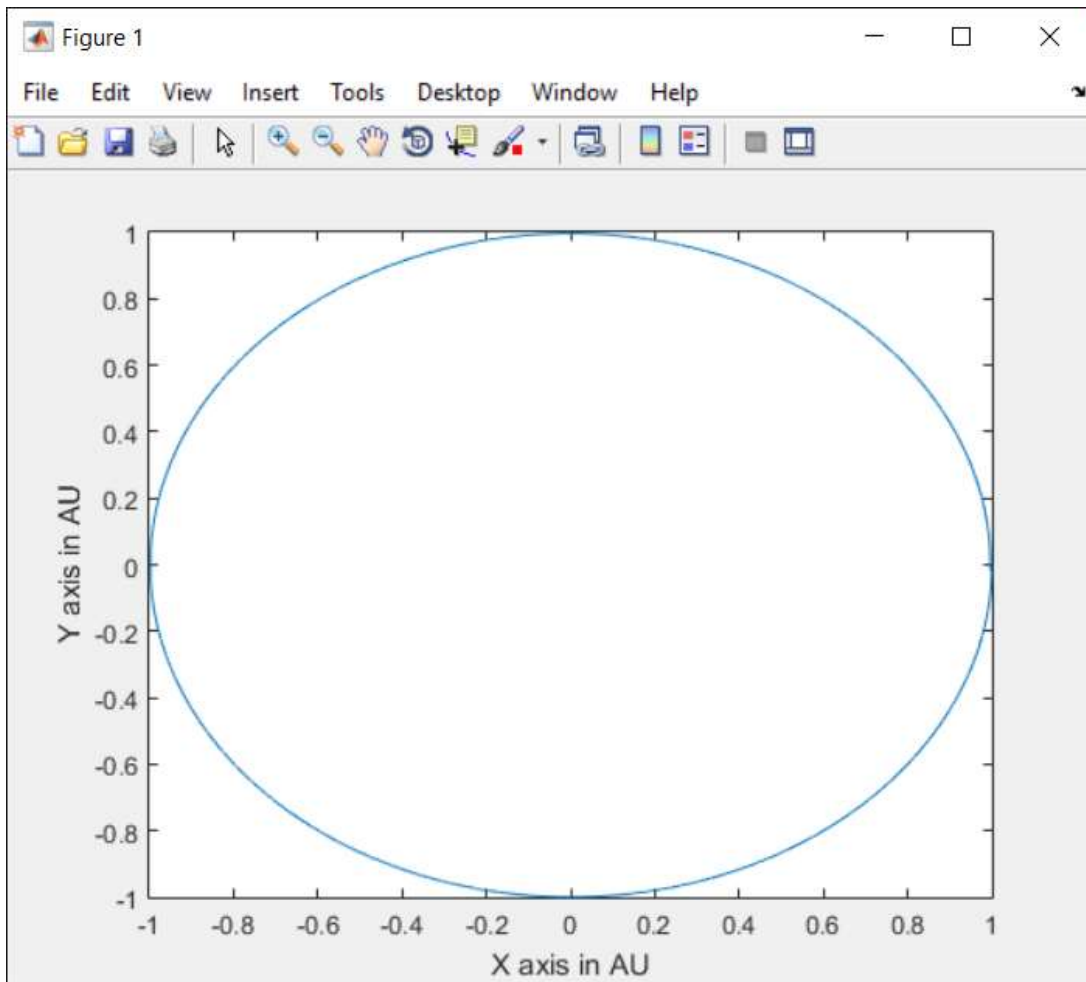 Figure 1
File Edit View Insert Tools Desktop Window Help
1
0.8
0.6
0.4
0.2
0
-0.2
-0.4
-0.6
-0.8
-1
Y axis in AU
-1 -0.8 -0.6 -0.4 -0.2 0 0.2 0.4 0.6 0.8 1
X axis in AU